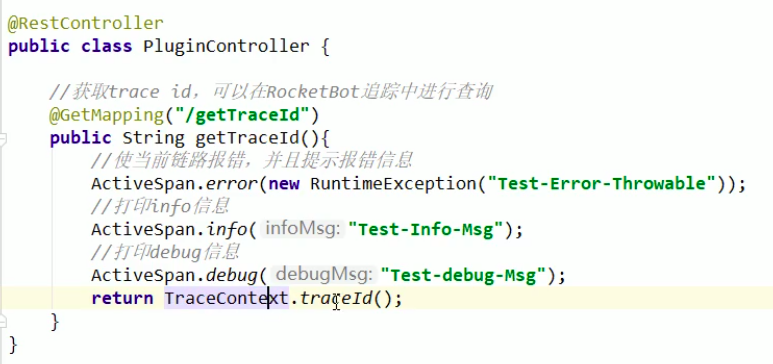 @RestController
public class PluginController {
//获取trace id，可以在RocketBot追踪中进行查询
@GetMapping("/getTraceId")
public String getTraceId(){
//使当前链路报错，并且提示报错信息
ActiveSpan.error(new RuntimeException("Test-Error-Throwable"));
//打印info信息
ActiveSpan.info( infoMsg: "Test-Info-Msg");
//打印debug信息
ActiveSpan.debug( debugMsg: "Test-debug-Msg");
return TraceContext.traceId();
}
}